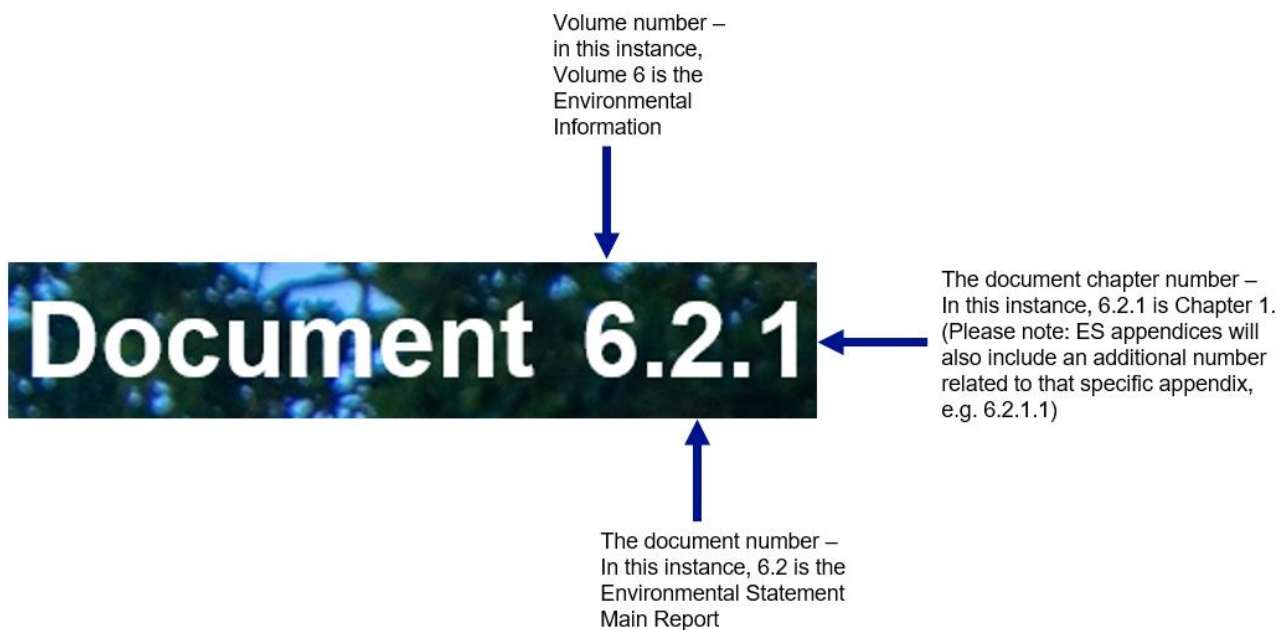 Volume number –
in this instance,
Volume 6 is the
Environmental
Information
Document 6.2.1
The document chapter number –
In this instance, 6.2.1 is Chapter 1.
(Please note: ES appendices will
also include an additional number
related to that specific appendix,
e.g. 6.2.1.1)
The document number –
In this instance, 6.2 is the
Environmental Statement
Main Report